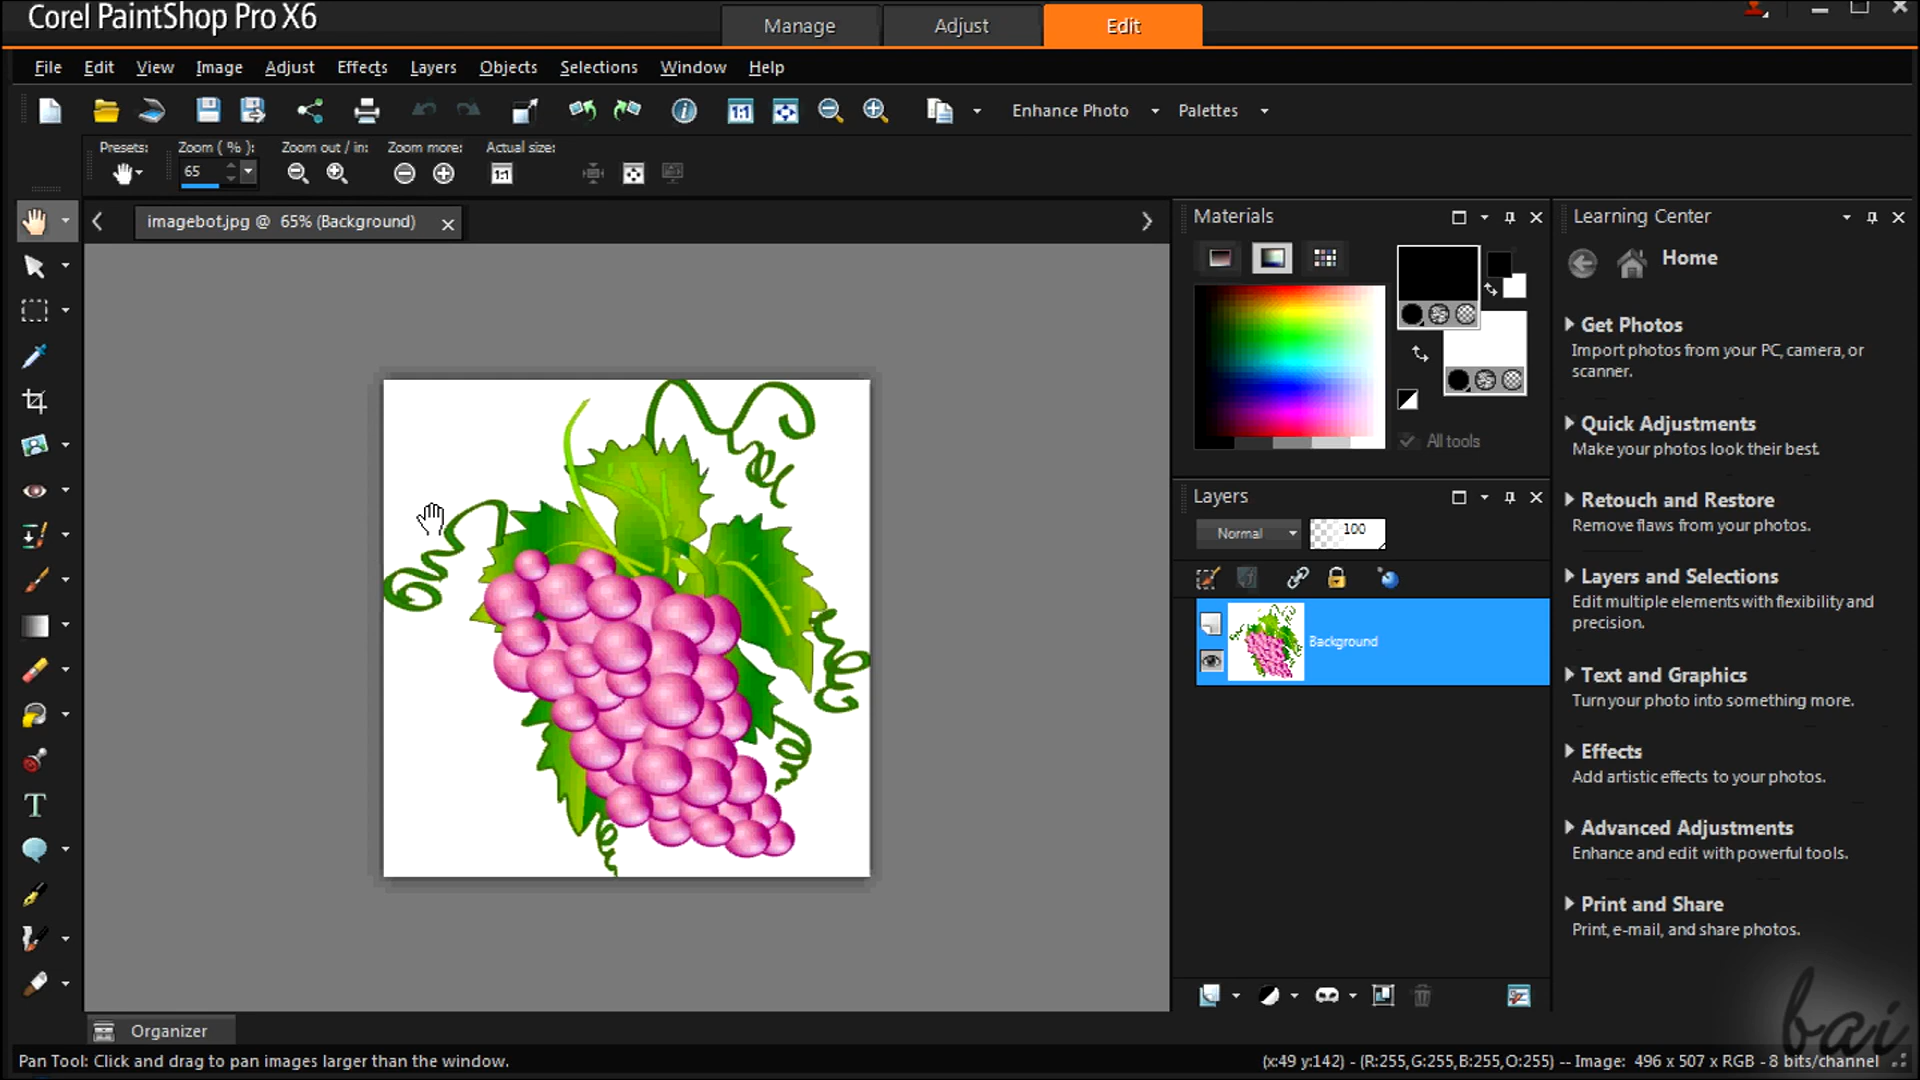 Corel PaintShop Pro X6
Manage
Adjust
Edit
File Edit View Image Adjust Effects Layers Objects Selections Window Help
1:1
Enhance Photo
Palettes
Presets:
Zoom ( % ):
Zoom out / in:
Zoom more:
Actual size:
65
1:1
imagebot.jpg @ 65% (Background)
Materials
All tools
Layers
Normal
100
Background
Learning Center
Home
Get Photos
Import photos from your PC, camera, or
scanner.
Quick Adjustments
Make your photos look their best.
Retouch and Restore
Remove flaws from your photos.
Layers and Selections
Edit multiple elements with flexibility and
precision.
Text and Graphics
Turn your photo into something more.
Effects
Add artistic effects to your photos.
Advanced Adjustments
Enhance and edit with powerful tools.
Print and Share
Print, e-mail, and share photos.
T
bai
Organizer
Pan Tool: Click and drag to pan images larger than the window.
(x:49 y:142) - (R:255,G:255,B:255,O:255) -- Image: 496 x 507 x RGB - 8 bits/channel